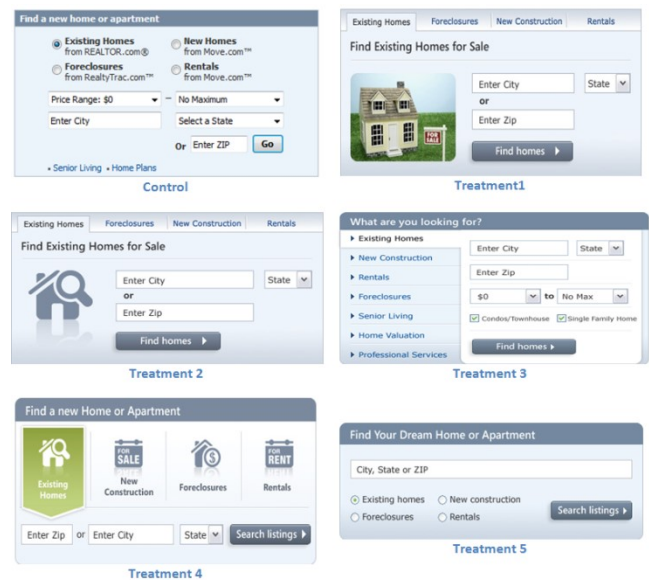 Find a new home or apartment
Existing Homes
from REALTOR.com®
New Homes
from Move.com™
Foreclosures
from RealtyTrac.com™
Rentals
from Move.com™
Price Range: $0 – No Maximum
Enter City Select a State
Or Enter ZIP Go
• Senior Living • Home Plans
Control
Existing Homes Foreclosures New Construction Rentals
Find Existing Homes for Sale
FOR SALE
Enter City State
or
Enter Zip
Find homes
Treatment1
Existing Homes Foreclosures New Construction Rentals
Find Existing Homes for Sale
Enter City State
or
Enter Zip
Find homes
Treatment 2
What are you looking for?
Existing Homes
New Construction
Rentals
Foreclosures
Senior Living
Home Valuation
Professional Services
Enter City State
Enter Zip
$0 to No Max
Condos/Townhouse Single Family Home
Find homes
Treatment 3
Find a new Home or Apartment
Existing
Homes
FOR
SALE
New
Construction
$
Foreclosures
FOR
RENT
Rentals
Enter Zip or Enter City State Search listings
Treatment 4
Find Your Dream Home or Apartment
City, State or ZIP
Existing homes New construction
Foreclosures Rentals
Search listings
Treatment 5